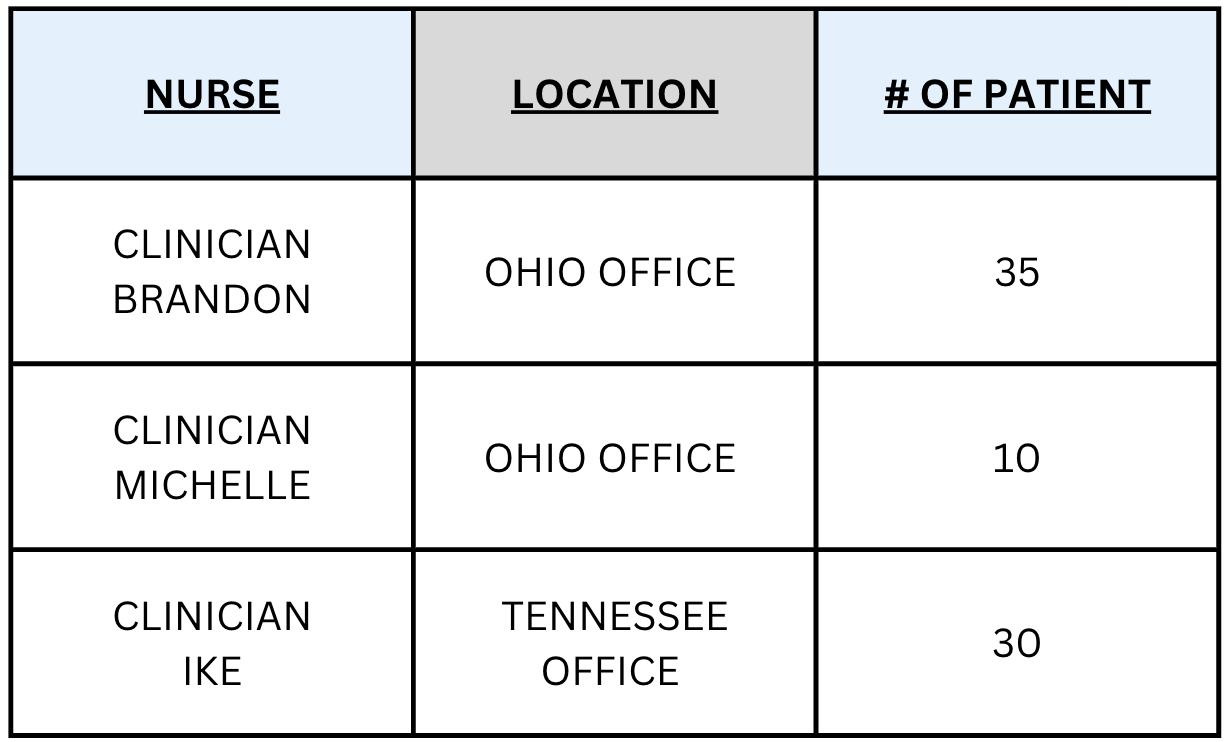 NURSE
LOCATION
# OF PATIENT
CLINICIAN
BRANDON
OHIO OFFICE
35
CLINICIAN
MICHELLE
OHIO OFFICE
10
CLINICIAN
IKE
TENNESSEE
OFFICE
30